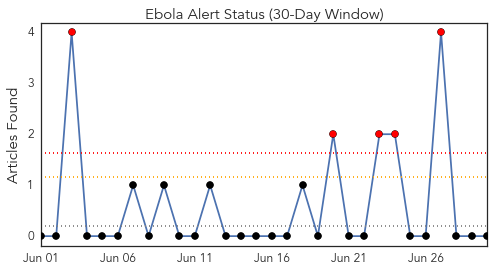 Ebola Alert Status (30-Day Window)
Articles Found
4
3
2
1
0
Jun 01
Jun 06
Jun 11
Jun 16
Jun 21
Jun 26